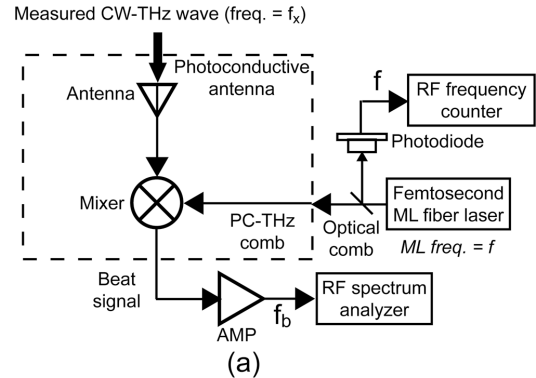 Measured CW-THz wave (freq. = fx)
Photoconductive
antenna
Antenna
f
RF frequency
counter
Photodiode
Mixer
PC-THz
comb
Optical
comb
Femtosecond
ML fiber laser
ML freq. = f
Beat
signal
AMP
fb
RF spectrum
analyzer
(a)